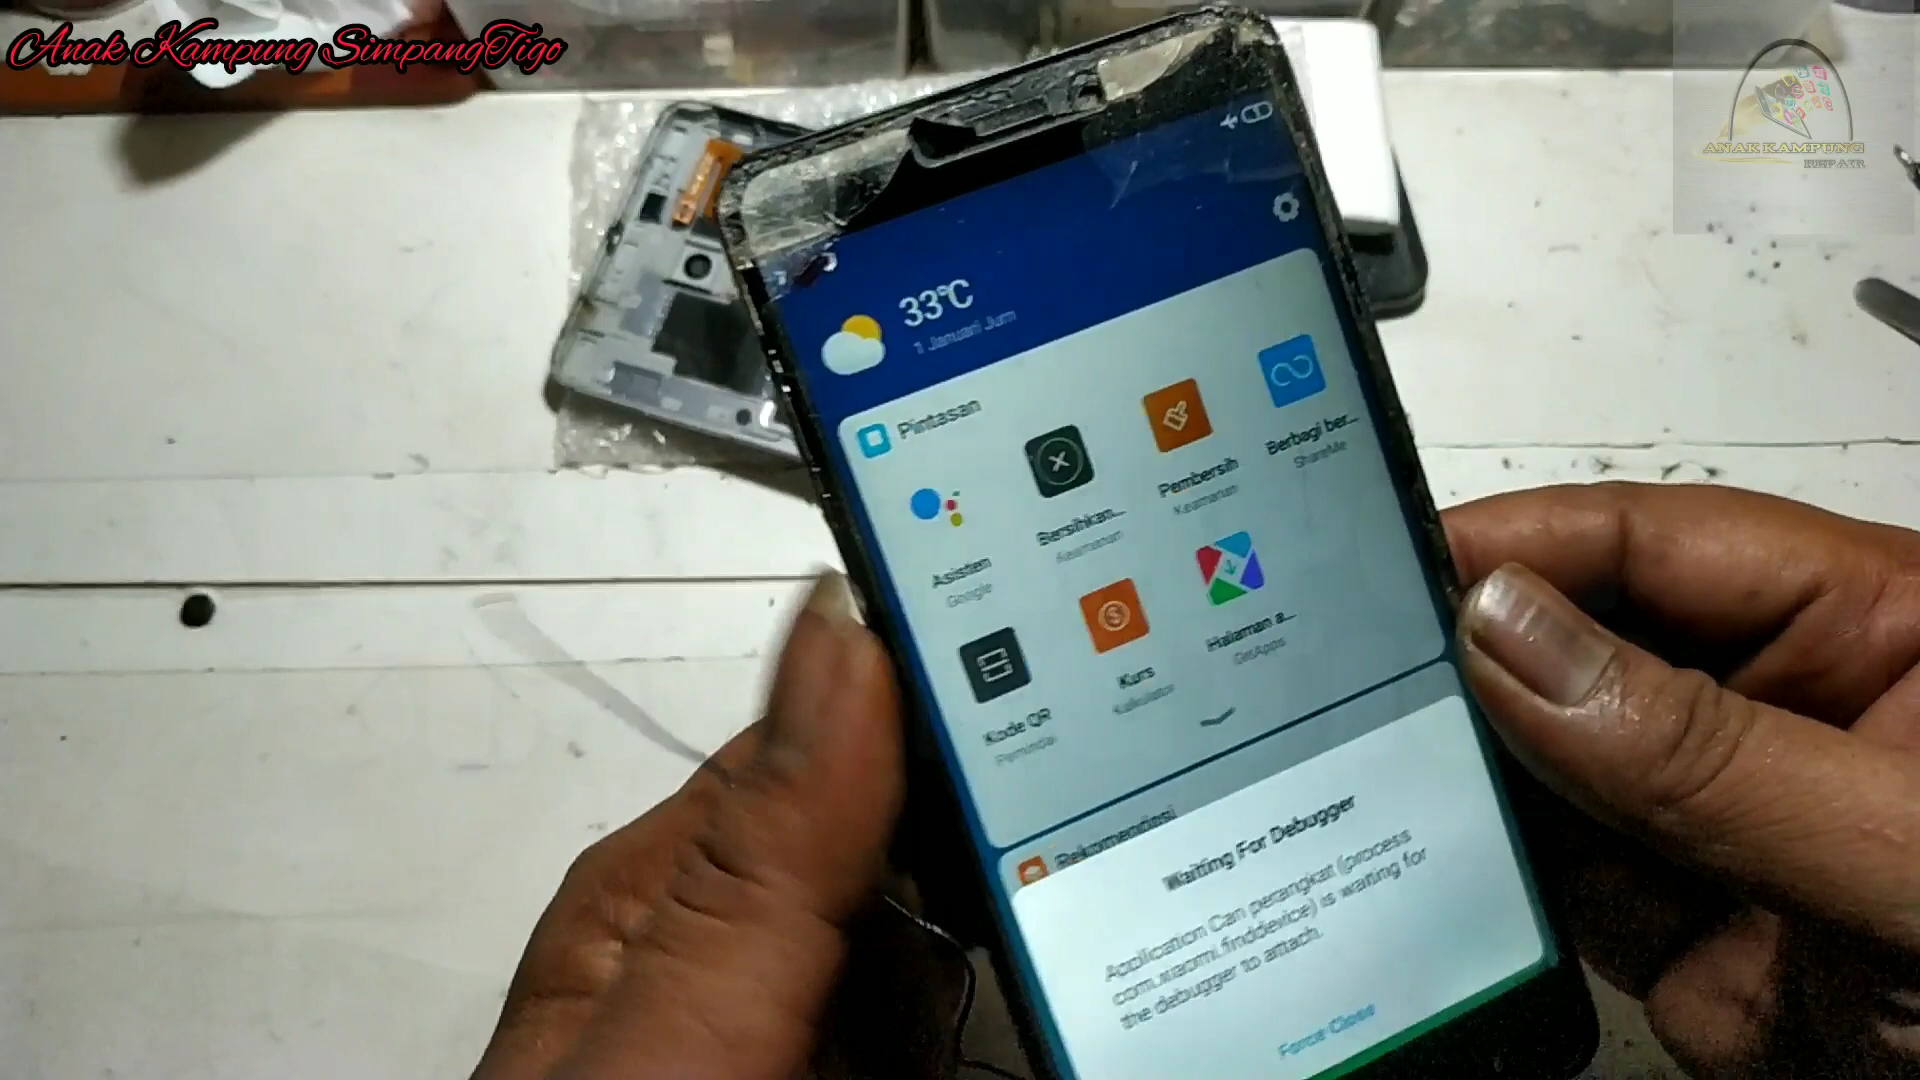 Anak Kampung SimpangTigo
ANAK KAMPUNG
REPAIR
33°C
1 Januari Jum
Pintasan
Asisten
Google
Bersihkan...
Keamanan
Pembersih
Keamanan
Berbagi ber...
ShareMe
Kode QR
Pemindai
Kurs
Kalkulator
Halaman a...
GetApps
Rekomendasi
Waiting For Debugger
Application Cari perangkat (process
com.xiaomi.finddevice) is waiting for
the debugger to attach.
Force Close